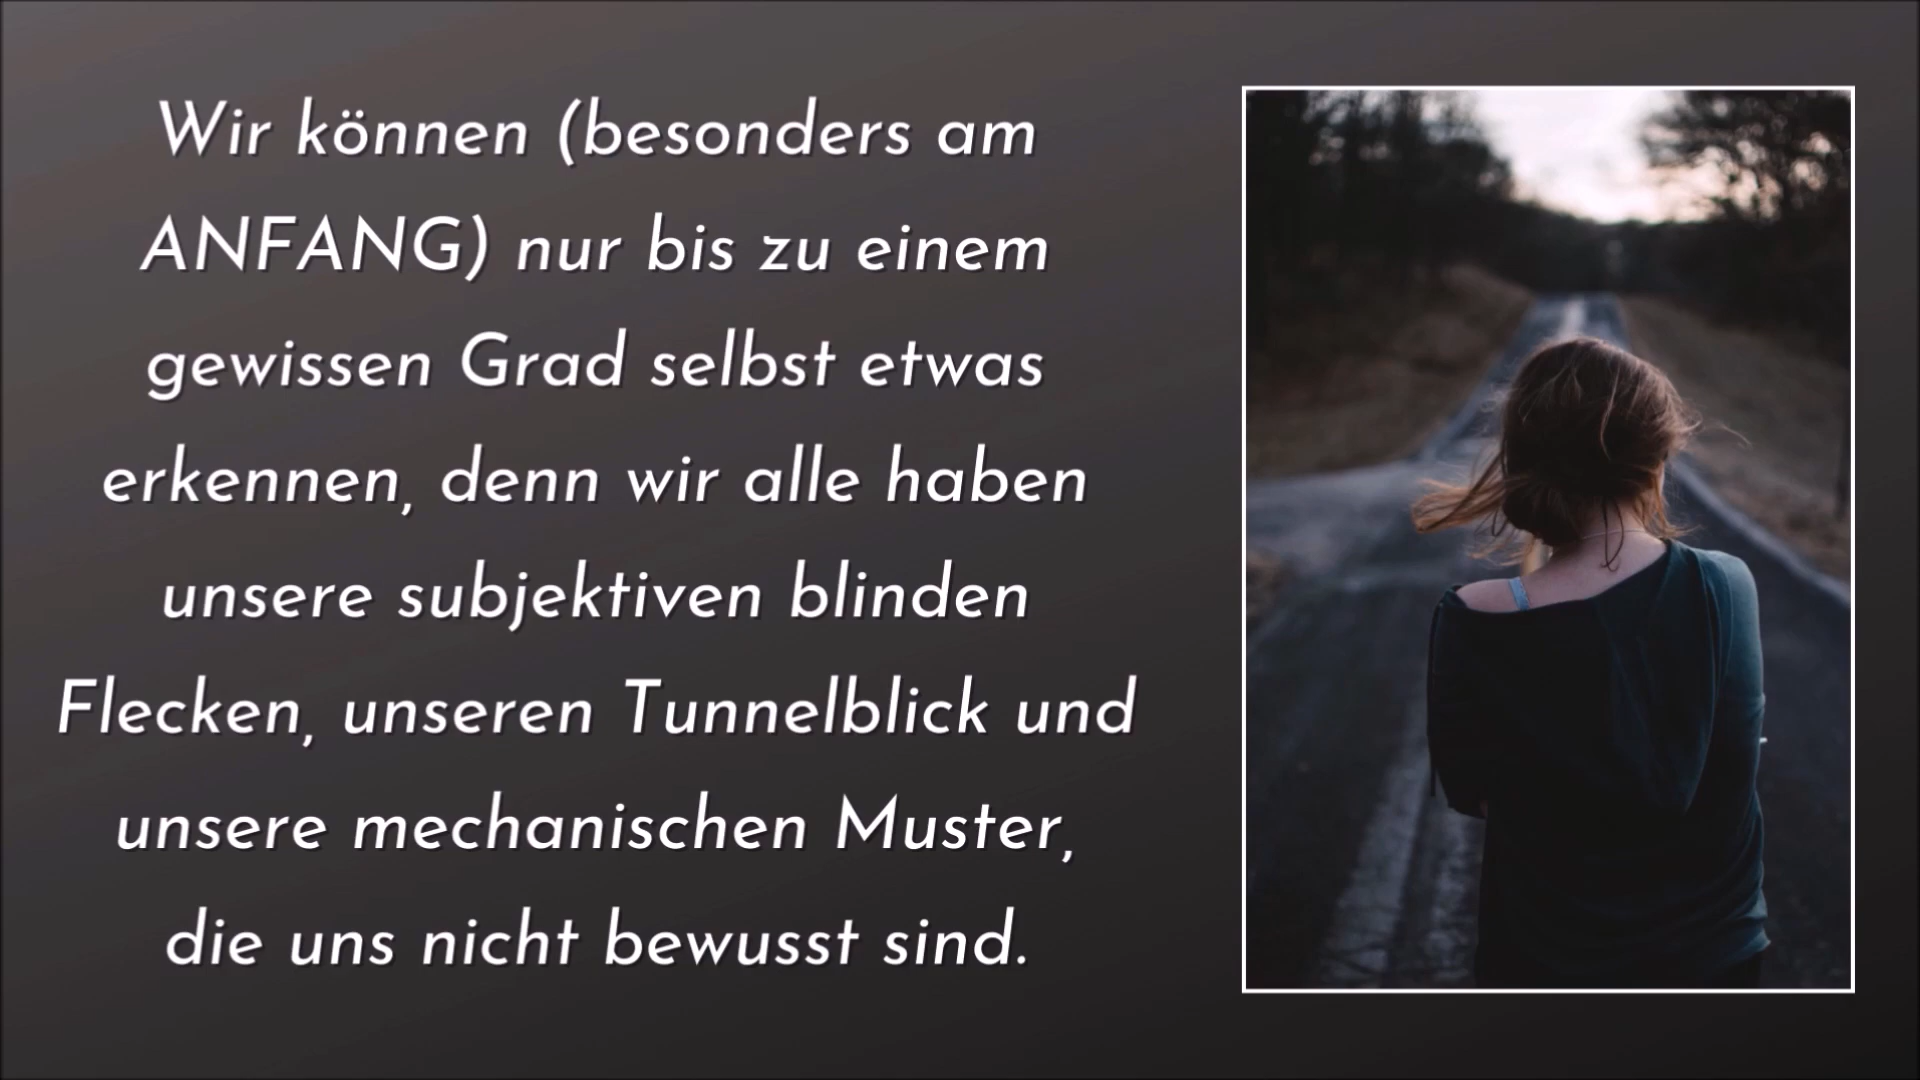 Wir können (besonders am
ANFANG) nur bis zu einem
gewissen Grad selbst etwas
erkennen, denn wir alle haben
unsere subjektiven blinden
Flecken, unseren Tunnelblick und
unsere mechanischen Muster,
die uns nicht bewusst sind.